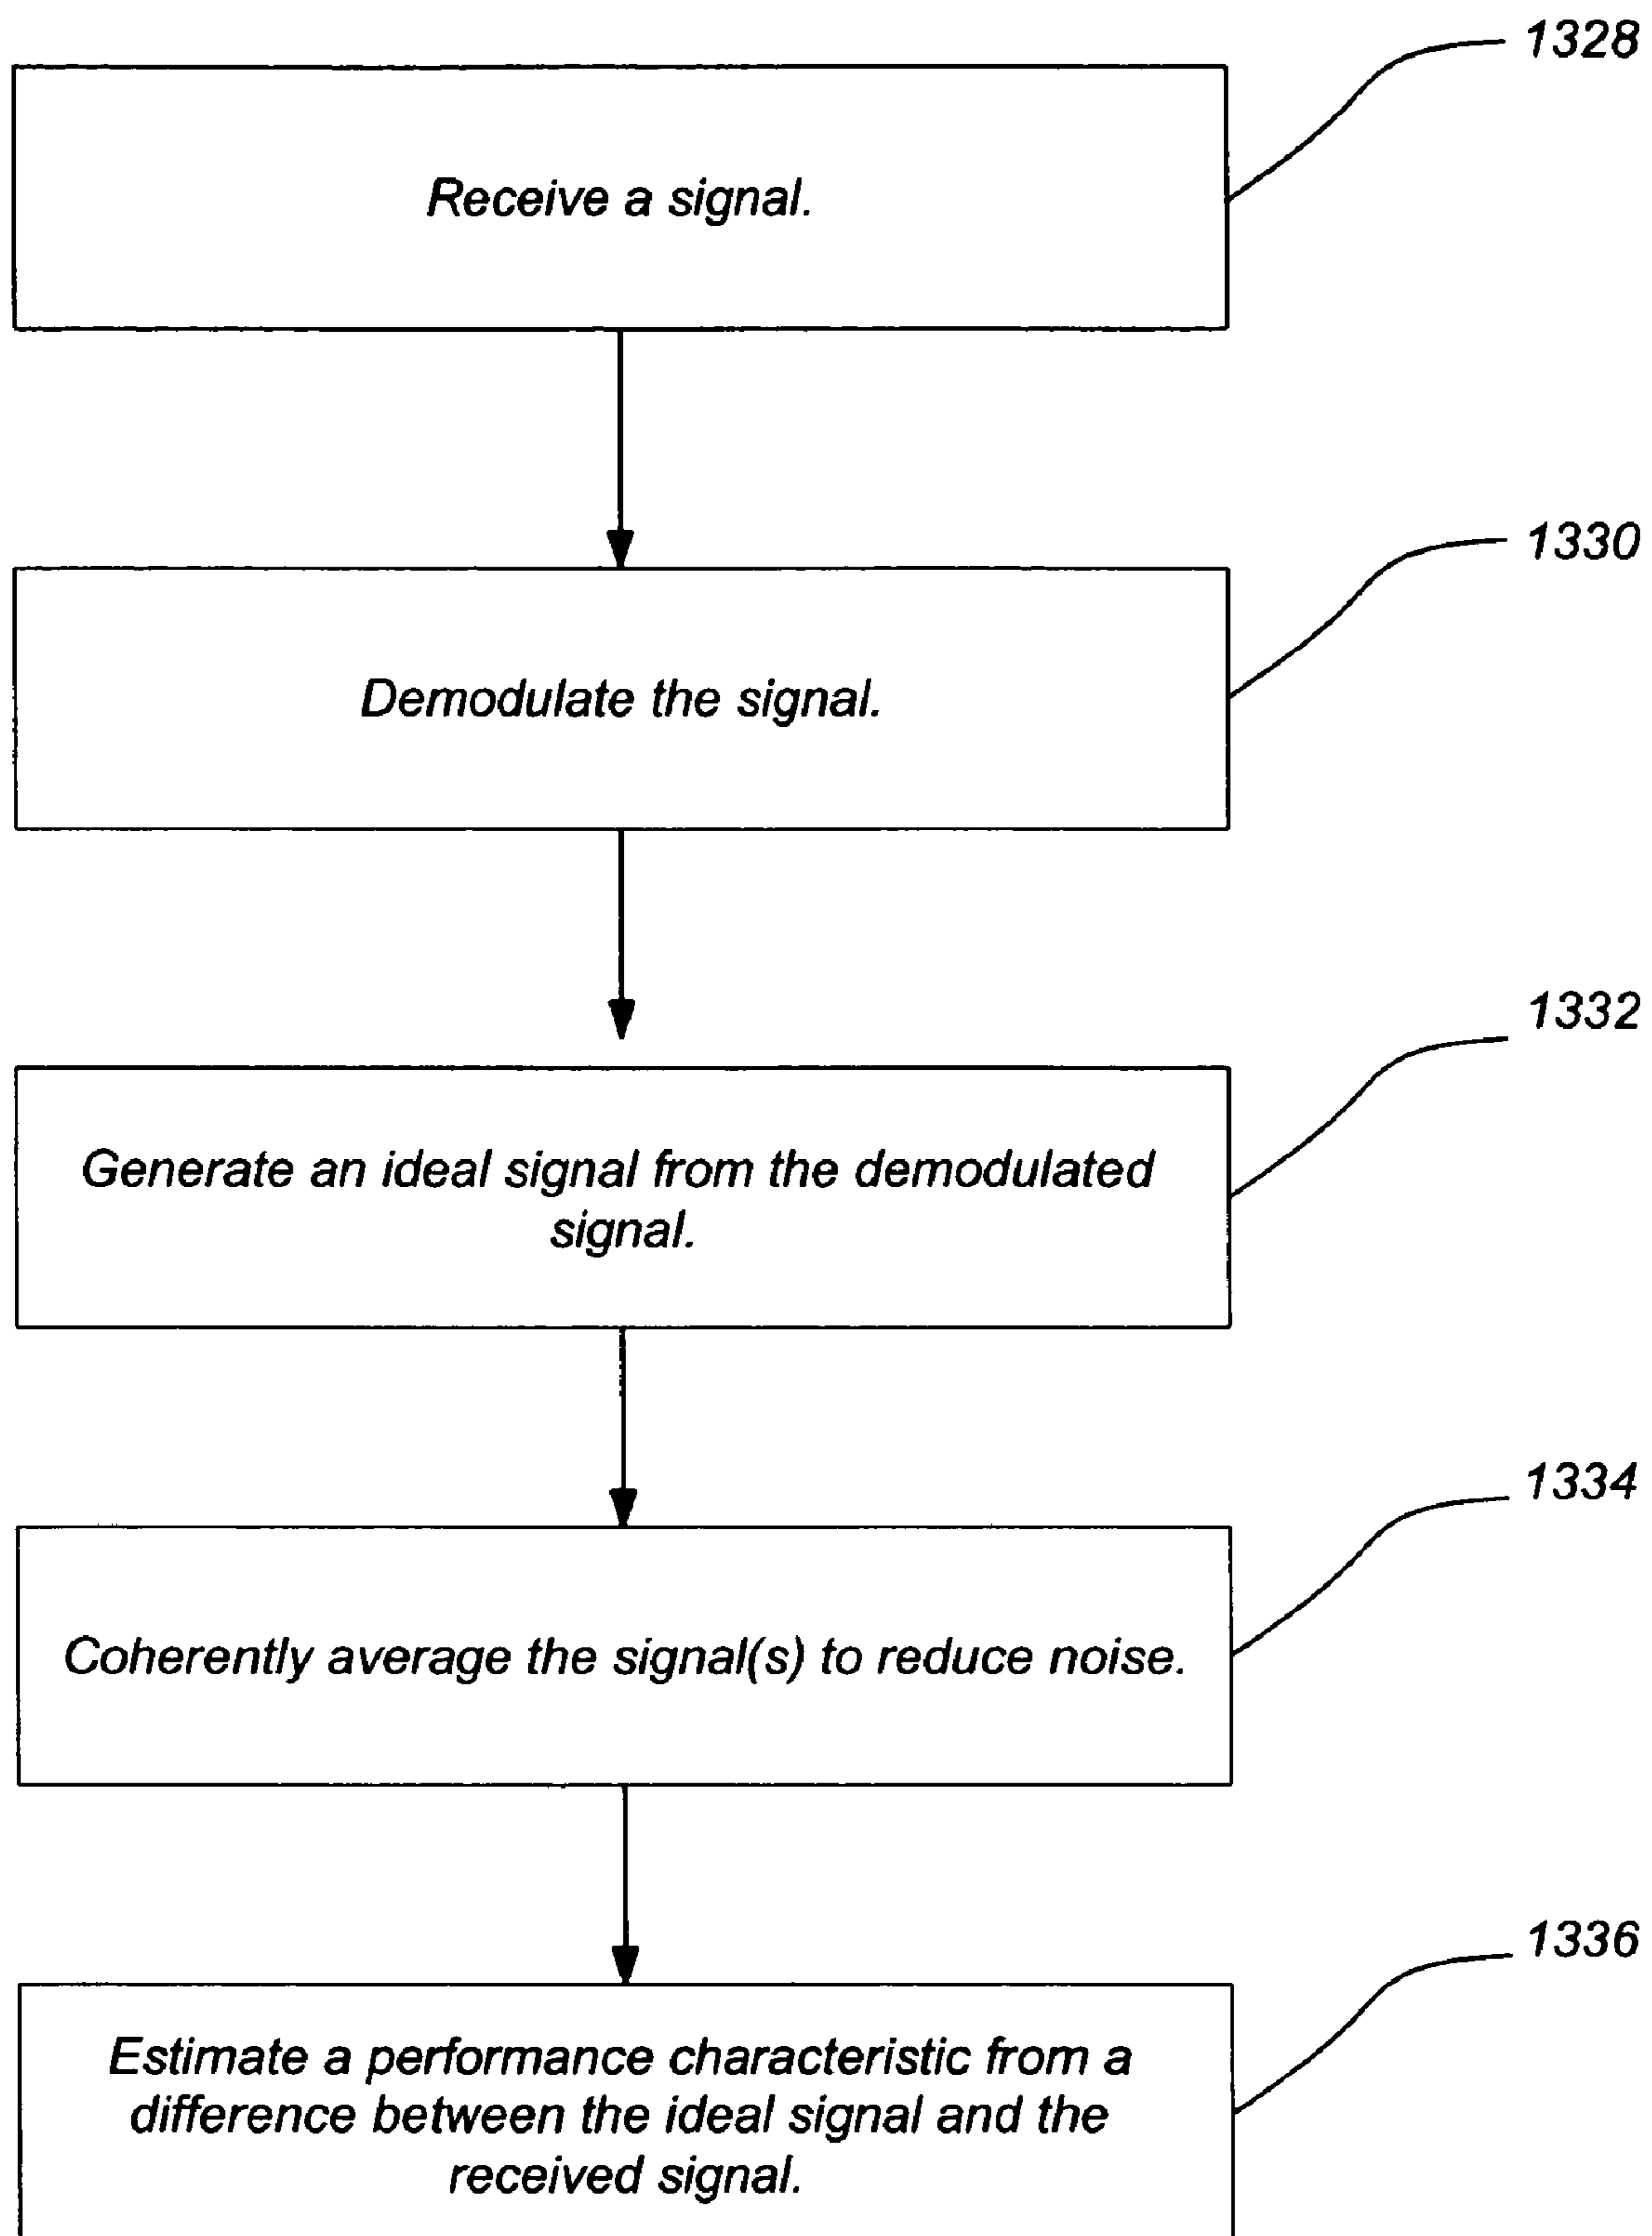 1328
Receive a signal.
1330
Demodulate the signal.
1332
Generate an ideal signal from the demodulated
signal.
1334
Coherently average the signal(s) to reduce noise.
1336
Estimate a performance characteristic from a
difference between the ideal signal and the
received signal.